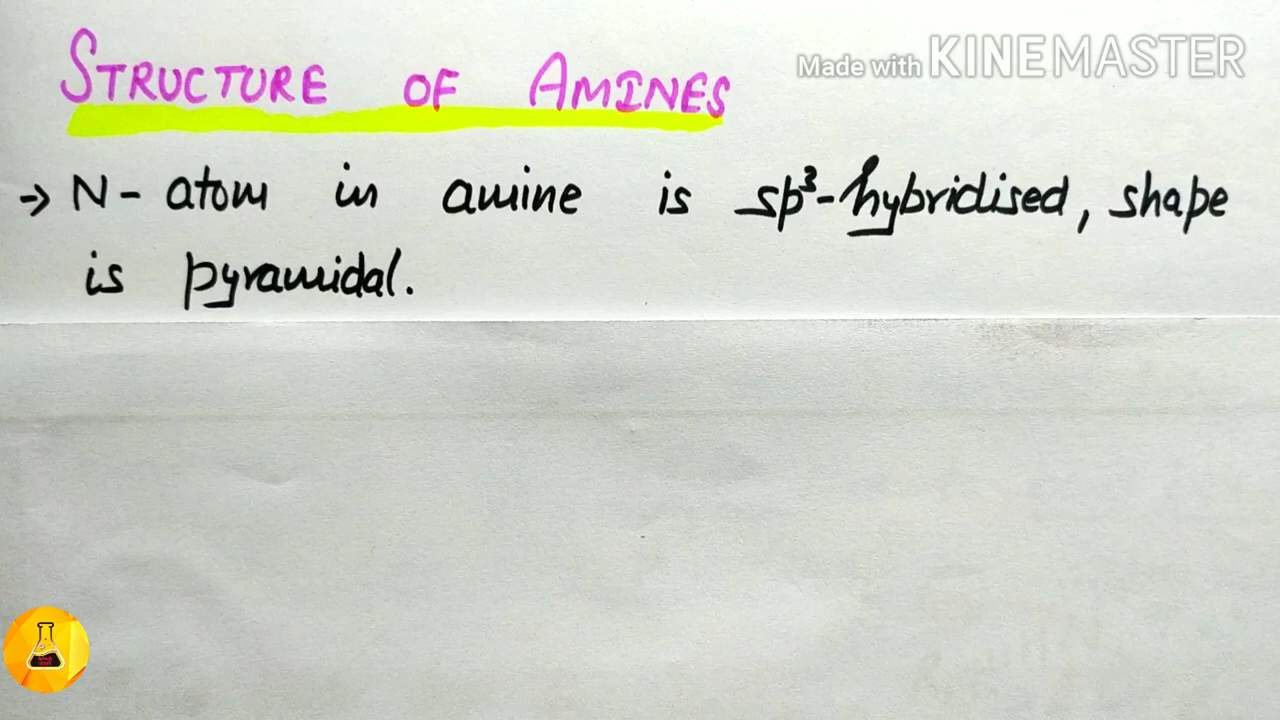 Made with KINEMASTER
STRUCTURE OF AMINES
→ N-atom in amine is sp³-hybridised, shape
is pyramidal.